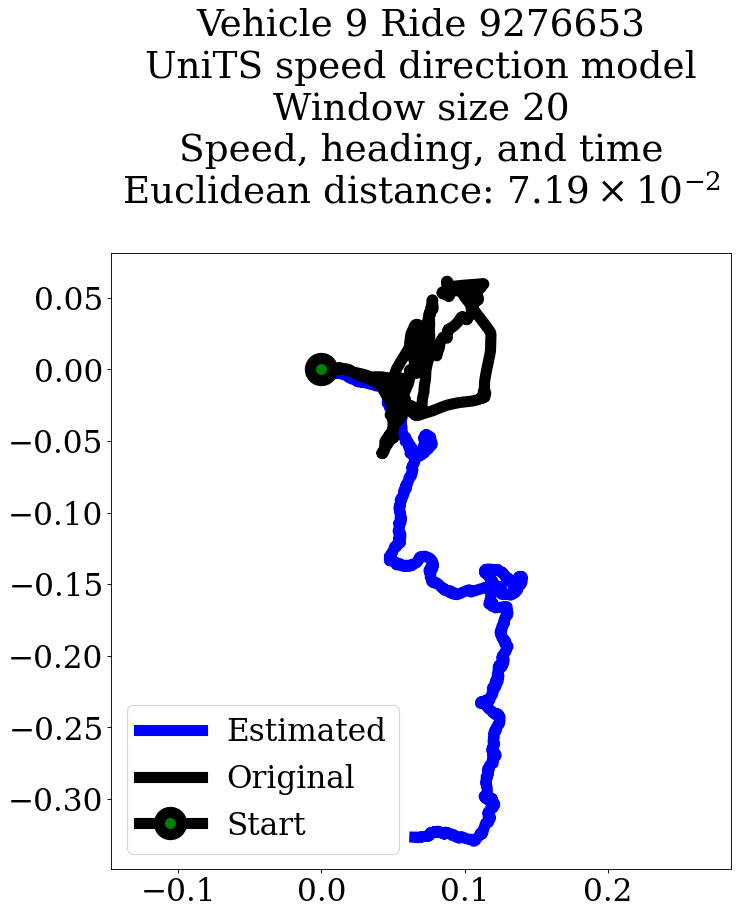 Vehicle 9 Ride 9276653
UniTS speed direction model
Window size 20
Speed, heading, and time
Euclidean distance: 7.19 × 10⁻²
0.05
0.00
−0.05
−0.10
−0.15
−0.20
−0.25
−0.30
Estimated
Original
Start
−0.1
0.0
0.1
0.2